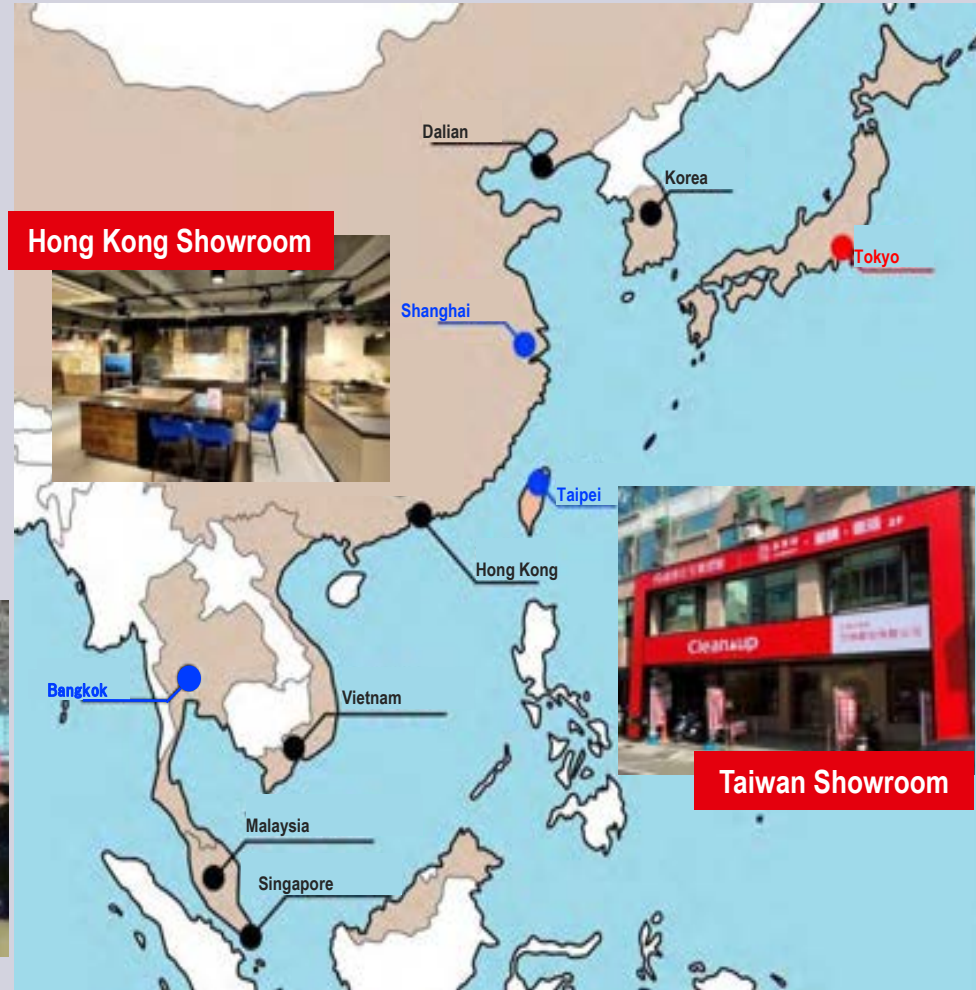 Dalian
Korea
Hong Kong Showroom
Tokyo
Shanghai
Taipei
Hong Kong
Cleanup
Bangkok
Vietnam
Taiwan Showroom
Malaysia
Singapore